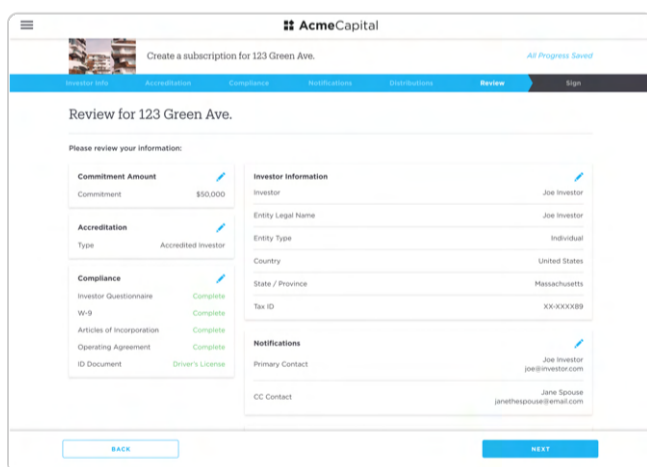 AcmeCapital
Create a subscription for 123 Green Ave.
All Progress Saved
Investor Info
Accreditation
Compliance
Notifications
Distributions
Review
Sign
Review for 123 Green Ave.
Please review your information:
Commitment Amount
Commitment $50,000
Accreditation
Type Accredited Investor
Compliance
Investor Questionnaire Complete
W-9 Complete
Articles of Incorporation Complete
Operating Agreement Complete
ID Document Driver's License
Investor Information
Investor Joe Investor
Entity Legal Name Joe Investor
Entity Type Individual
Country United States
State / Province Massachusetts
Tax ID XX-XXXX89
Notifications
Primary Contact Joe Investor
joe@investor.com
CC Contact Jane Spouse
janethespouse@email.com
BACK
NEXT